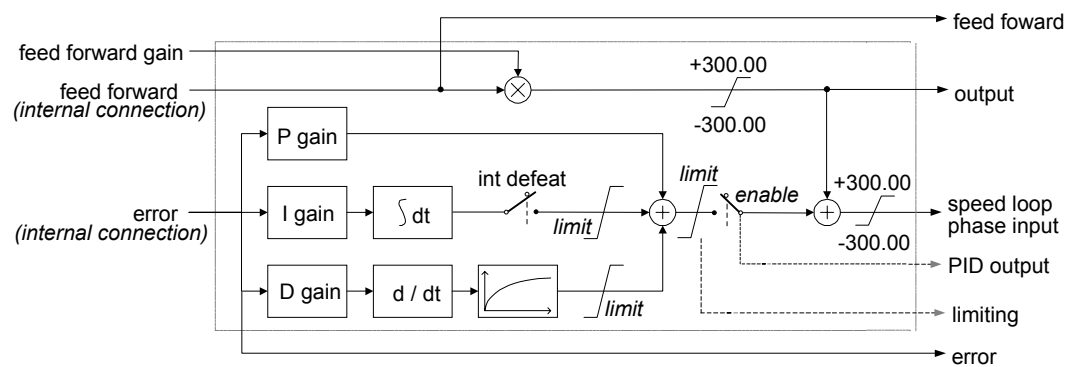 feed foward
feed forward gain
+300.00
feed forward
(internal connection)
output
-300.00
P gain
limit
int defeat
enable
+300.00
error
(internal connection)
I gain
∫ dt
limit
speed loop
phase input
-300.00
PID output
D gain
d / dt
limit
limiting
error